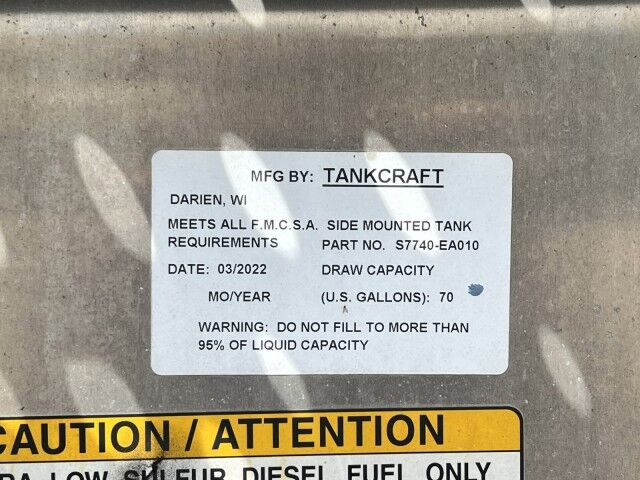 MFG BY: TANKCRAFT
DARIEN, WI
MEETS ALL F.M.C.S.A. SIDE MOUNTED TANK
REQUIREMENTS PART NO. S7740-EA010
DATE: 03/2022 DRAW CAPACITY
MO/YEAR (U.S. GALLONS): 70
WARNING: DO NOT FILL TO MORE THAN
95% OF LIQUID CAPACITY
CAUTION / ATTENTION
LOW SULFUR DIESEL FUEL ONLY